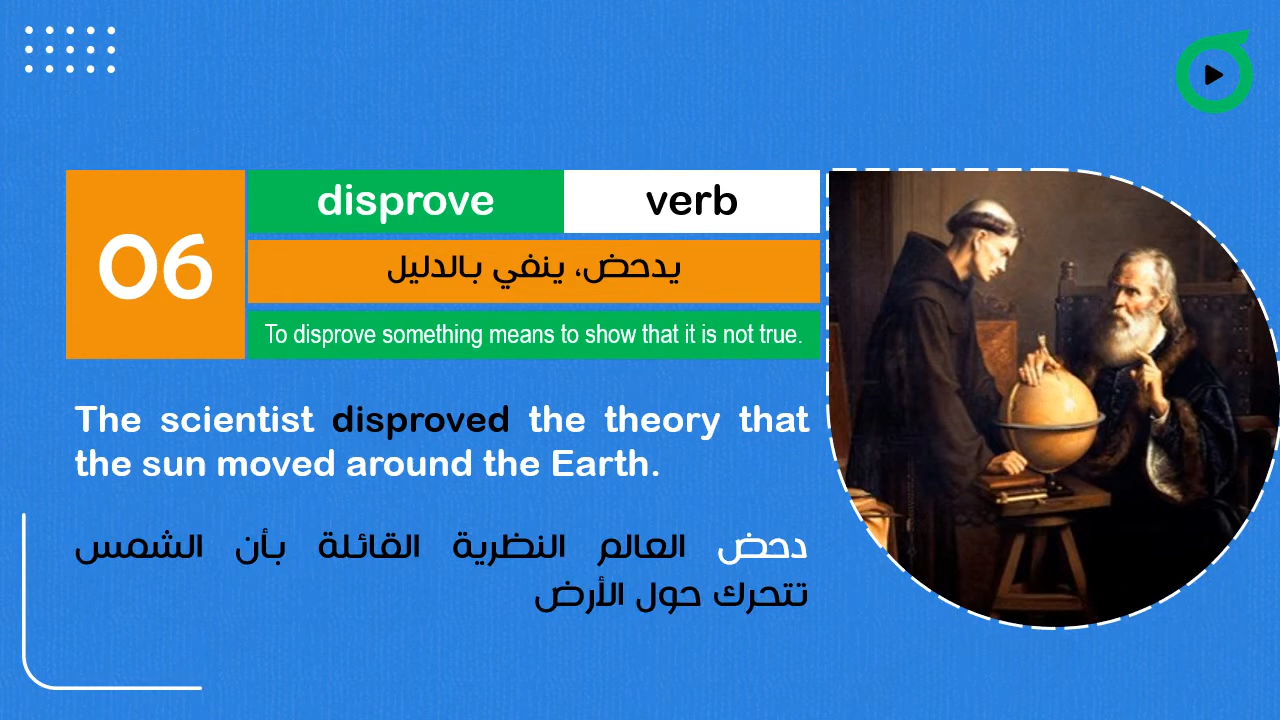 06
disprove
verb
يدحض، ينفي بالدليل
To disprove something means to show that it is not true.
The scientist disproved the theory that
the sun moved around the Earth.
دحض العالم النظرية القائلة بأن الشمس
تتحرك حول الأرض